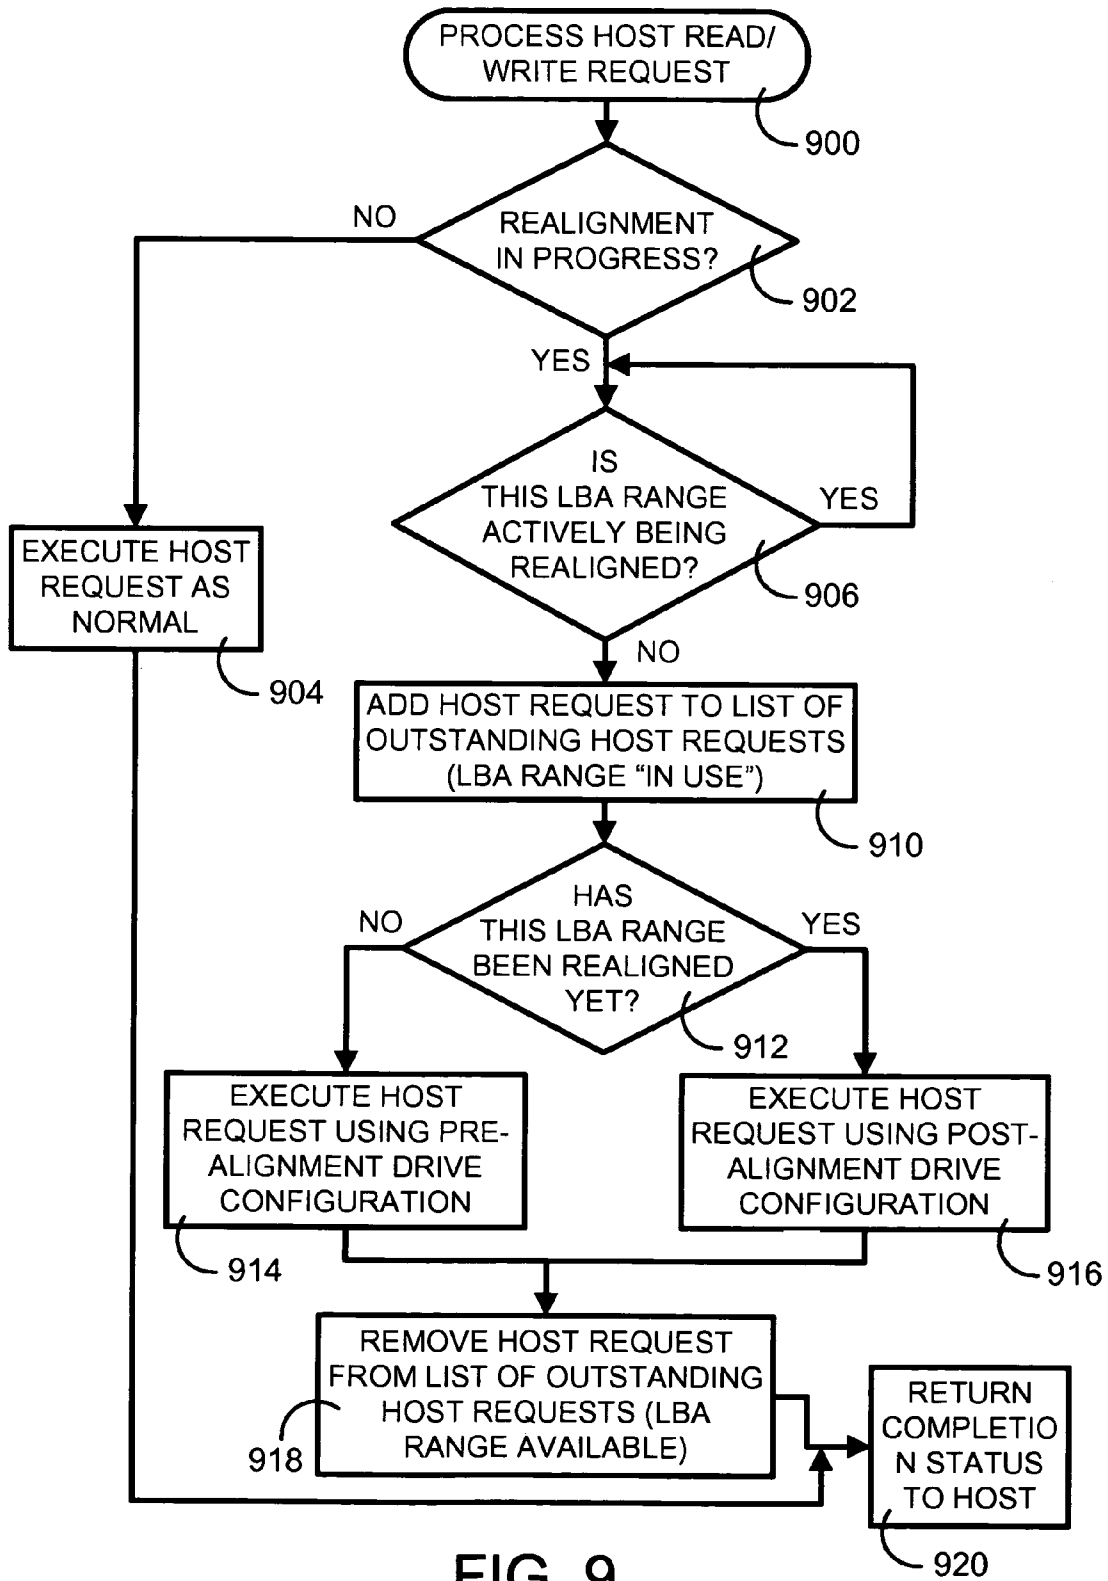 PROCESS HOST READ/
WRITE REQUEST
900
NO
REALIGNMENT
IN PROGRESS?
902
YES
IS
THIS LBA RANGE
ACTIVELY BEING
REALIGNED?
YES
906
EXECUTE HOST
REQUEST AS
NORMAL
904
NO
ADD HOST REQUEST TO LIST OF
OUTSTANDING HOST REQUESTS
(LBA RANGE “IN USE”)
910
NO
HAS
THIS LBA RANGE
BEEN REALIGNED
YET?
YES
912
EXECUTE HOST
REQUEST USING PRE-
ALIGNMENT DRIVE
CONFIGURATION
914
EXECUTE HOST
REQUEST USING POST-
ALIGNMENT DRIVE
CONFIGURATION
916
REMOVE HOST REQUEST
FROM LIST OF OUTSTANDING
HOST REQUESTS (LBA
RANGE AVAILABLE)
918
RETURN
COMPLETIO
N STATUS
TO HOST
920
FIG. 9